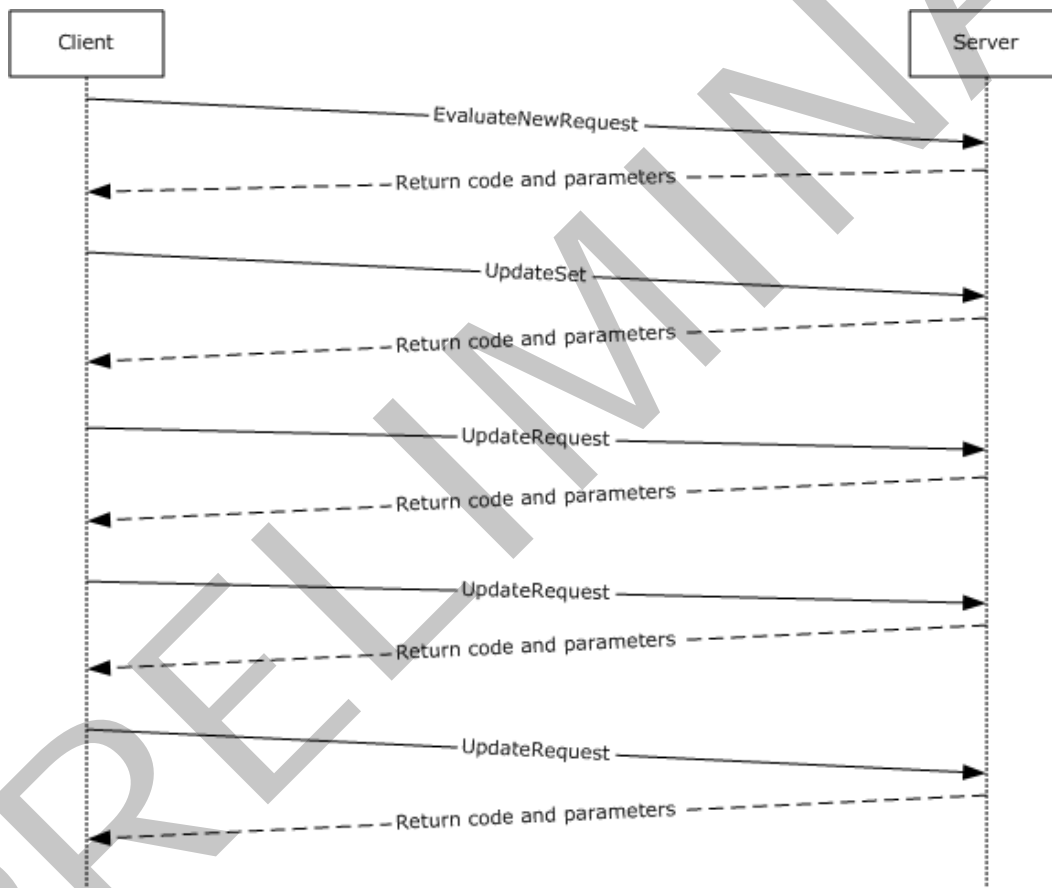 Client
Server
EvaluateNewRequest
Return code and parameters
UpdateSet
Return code and parameters
UpdateRequest
Return code and parameters
UpdateRequest
Return code and parameters
UpdateRequest
Return code and parameters
PRELIMINA